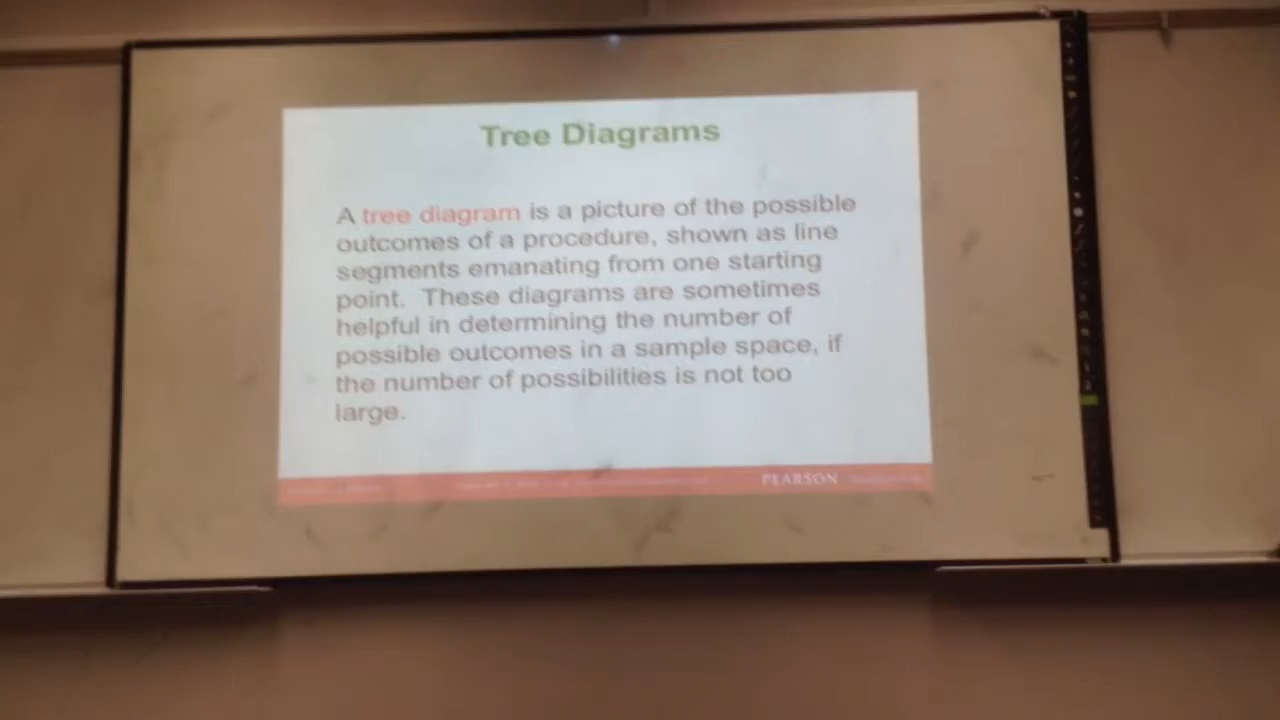 Tree Diagrams
A tree diagram is a picture of the possible
outcomes of a procedure, shown as line
segments emanating from one starting
point. These diagrams are sometimes
helpful in determining the number of
possible outcomes in a sample space, if
the number of possibilities is not too
large.
PEARSON